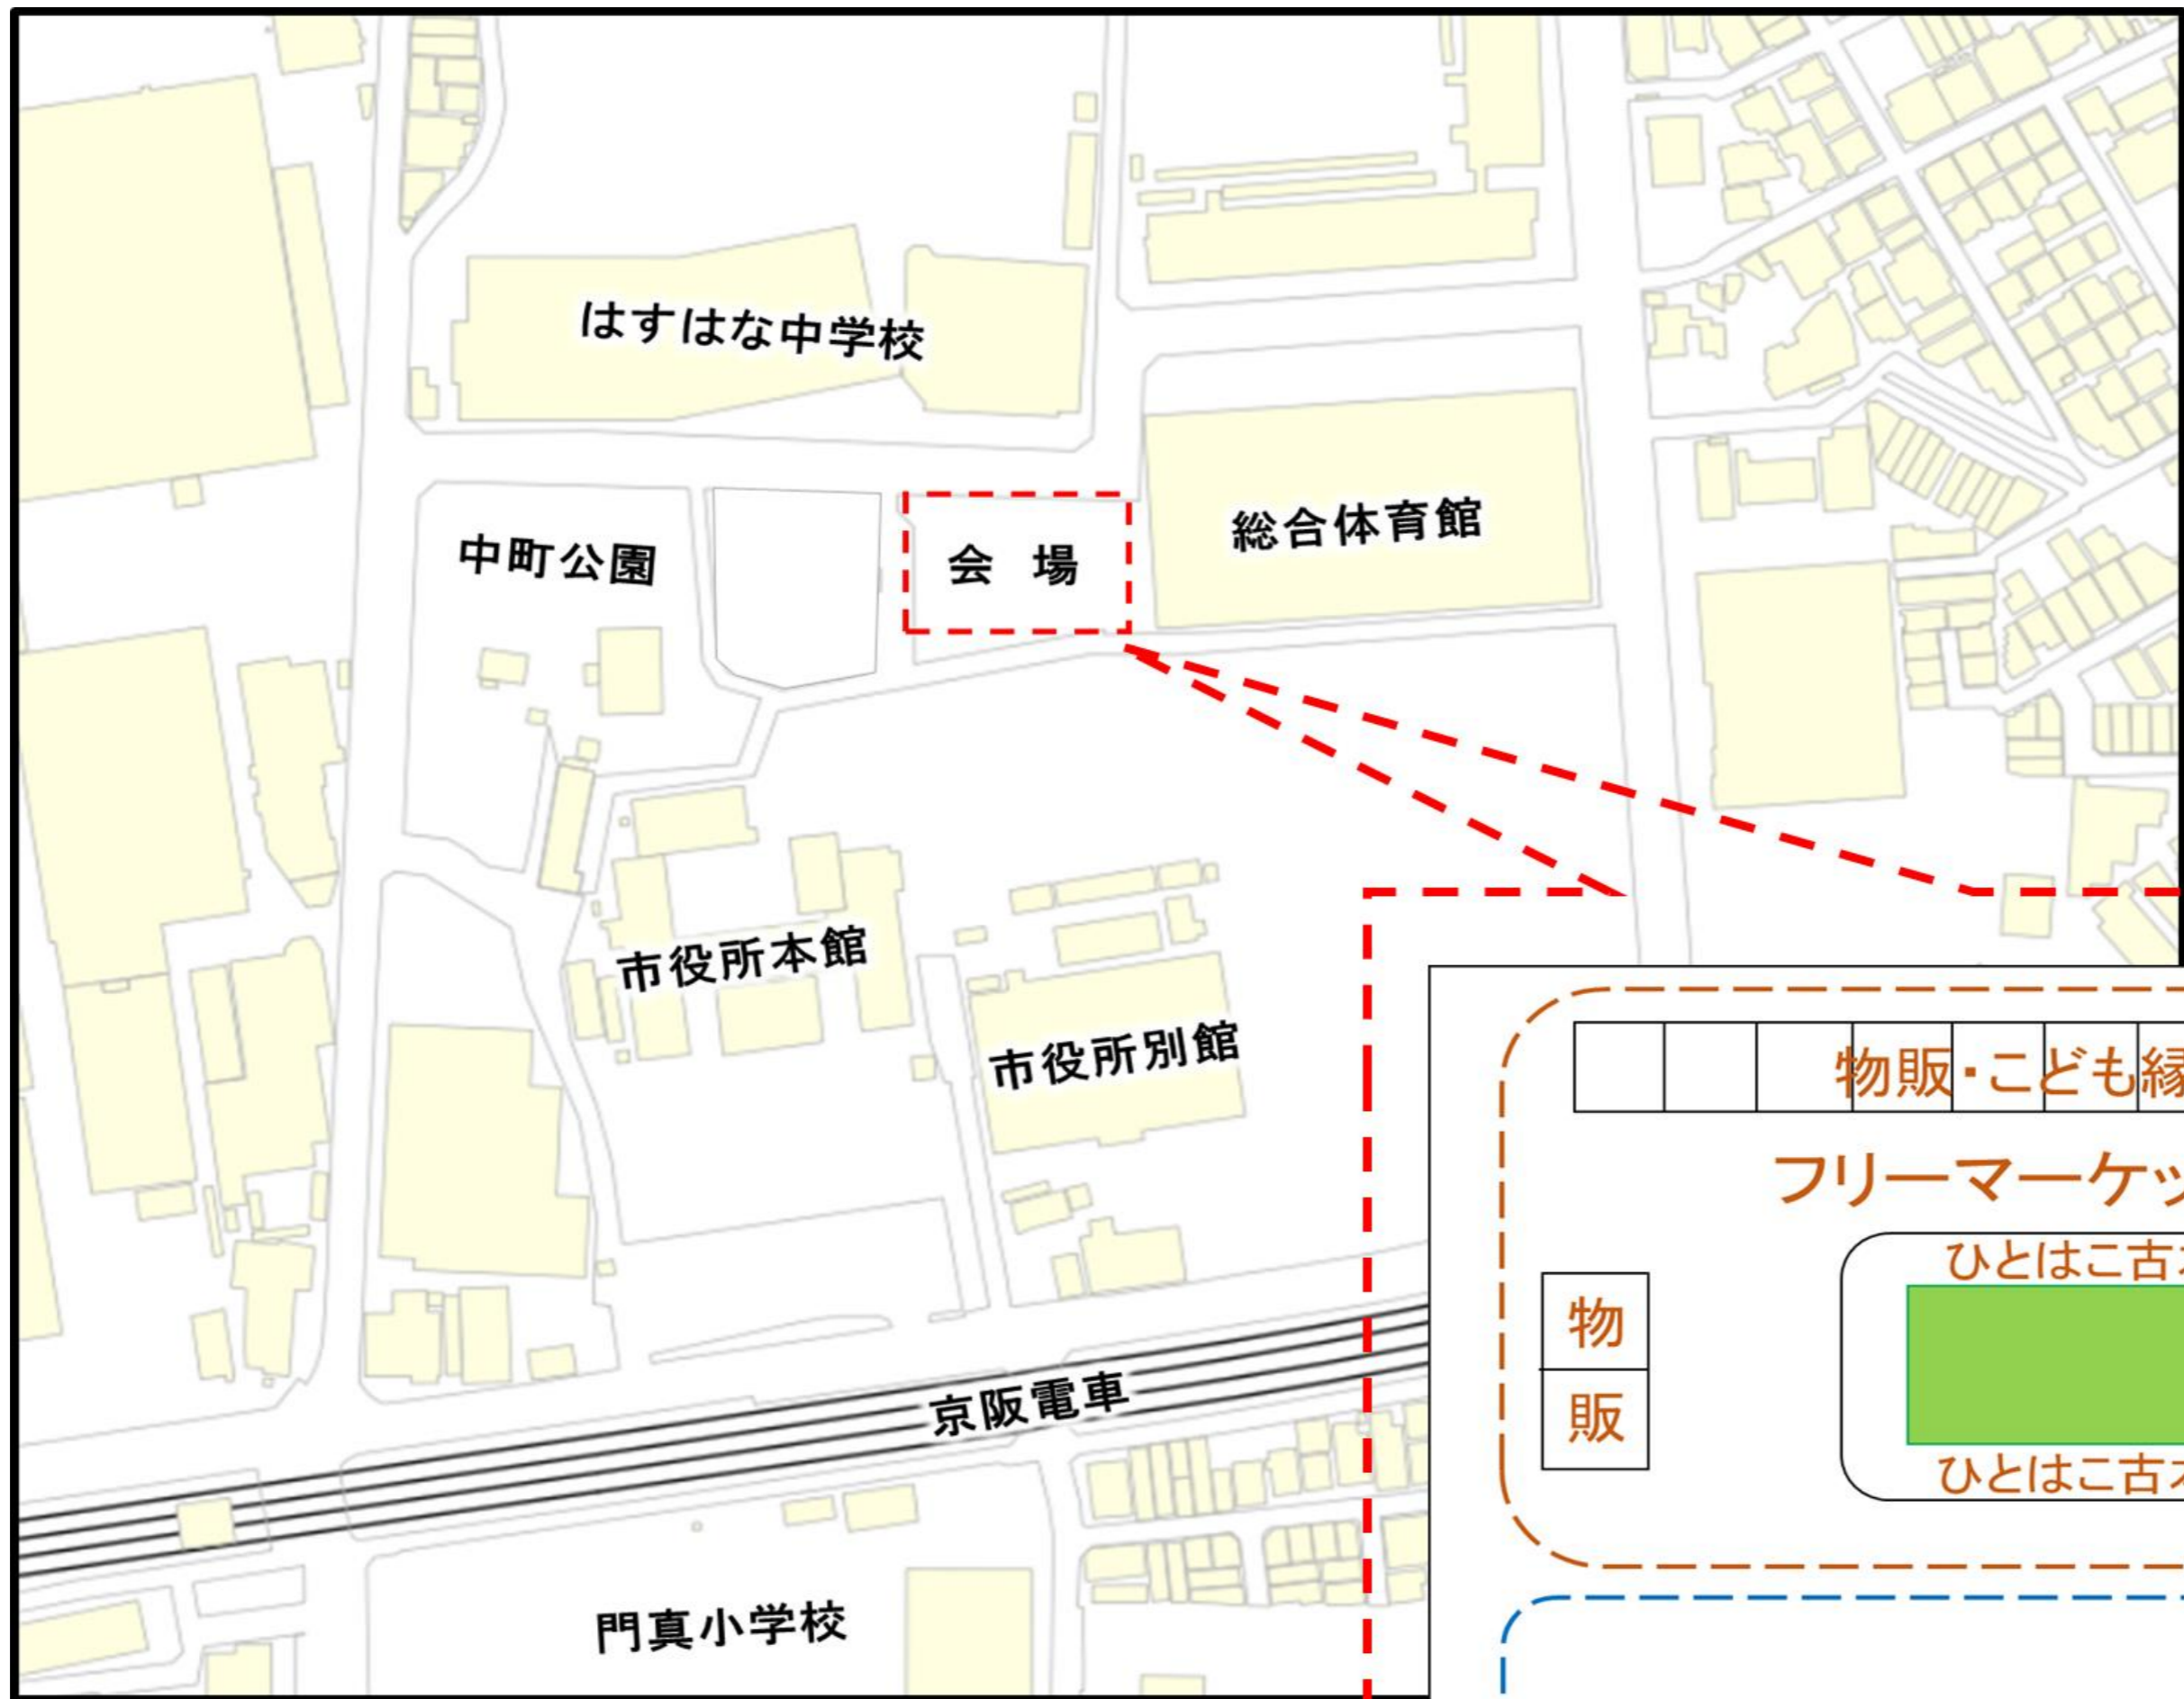 はすはな中学校
中町公園
会 場
総合体育館
市役所本館
市役所別館
物販・こども縁
フリーマーケッ
ひとはこ古
物
販
ひとはこ古
京阪電車
門真小学校